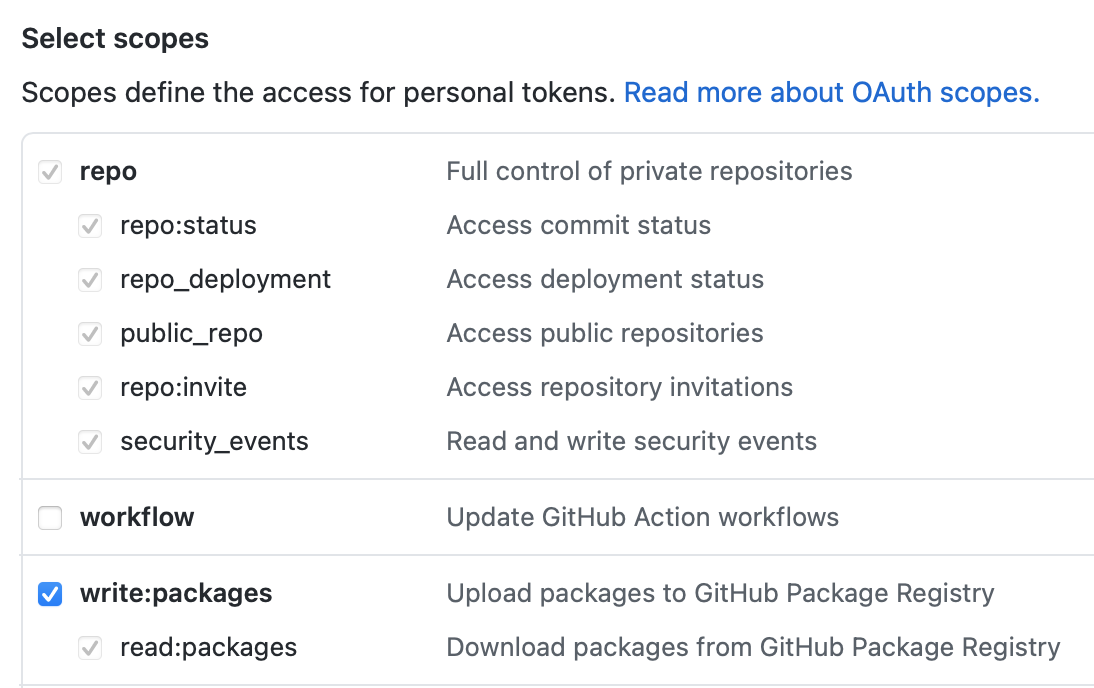 Select scopes
Scopes define the access for personal tokens. Read more about OAuth scopes.
repo Full control of private repositories
repo:status Access commit status
repo_deployment Access deployment status
public_repo Access public repositories
repo:invite Access repository invitations
security_events Read and write security events
workflow Update GitHub Action workflows
write:packages Upload packages to GitHub Package Registry
read:packages Download packages from GitHub Package Registry